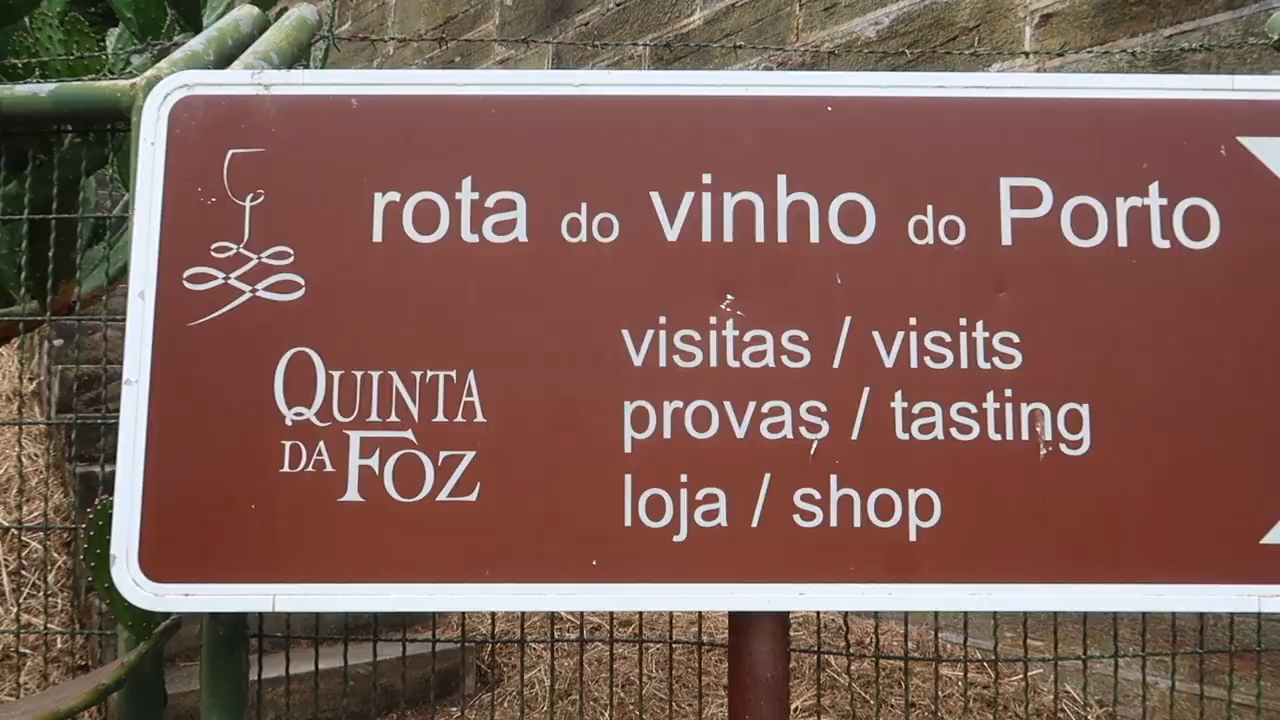 rota do vinho do Porto
visitas / visits
provas / tasting
loja / shop
QUINTA
DA FOZ